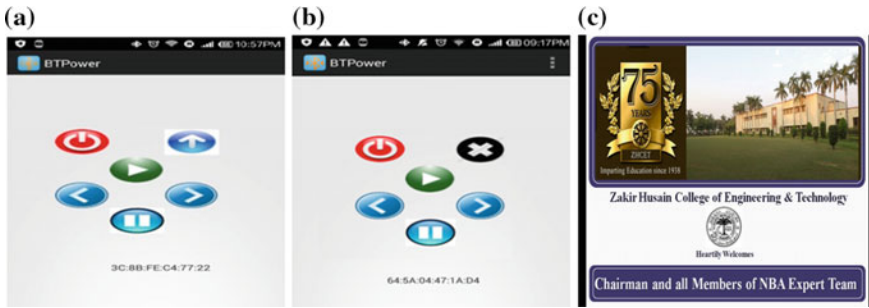 (a)
10:57PM
BTPower
3C:8B:FE:C4:77:22
(b)
09:17PM
BTPower
64:5A:04:47:1A:D4
(c)
75
YEARS
ZHCET
Imparting Education since 1938
Zakir Husain College of Engineering & Technology
Heartily Welcomes
Chairman and all Members of NBA Expert Team